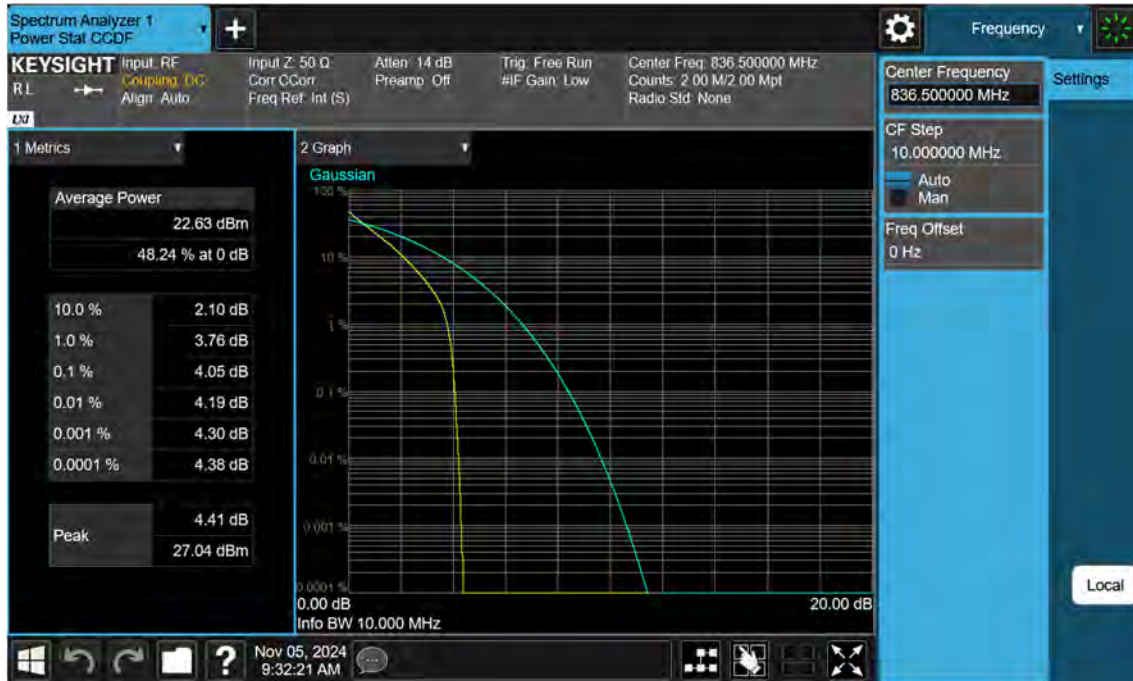 Spectrum Analyzer 1
Power Stat CCDF
+
Frequency
KEYSIGHT
RL
LXI
Input: RF
Coupling: DC
Align: Auto
Input Z: 50 Ω
Corr CCorr
Freq Ref: Int (S)
Atten: 14 dB
Preamp: Off
Trig: Free Run
#IF Gain: Low
Center Freq: 836.500000 MHz
Counts: 2.00 M/2.00 Mpt
Radio Std: None
Center Frequency
836.500000 MHz
Settings
CF Step
10.000000 MHz
Auto
Man
Freq Offset
0 Hz
Local
1 Metrics
Average Power
22.63 dBm
48.24 % at 0 dB
10.0 % 2.10 dB
1.0 % 3.76 dB
0.1 % 4.05 dB
0.01 % 4.19 dB
0.001 % 4.30 dB
0.0001 % 4.38 dB
Peak
4.41 dB
27.04 dBm
2 Graph
Gaussian
100 %
10 %
1 %
0.1 %
0.01 %
0.001 %
0.0001 %
0.00 dB 20.00 dB
Info BW 10.000 MHz
?
Nov 05, 2024
9:32:21 AM